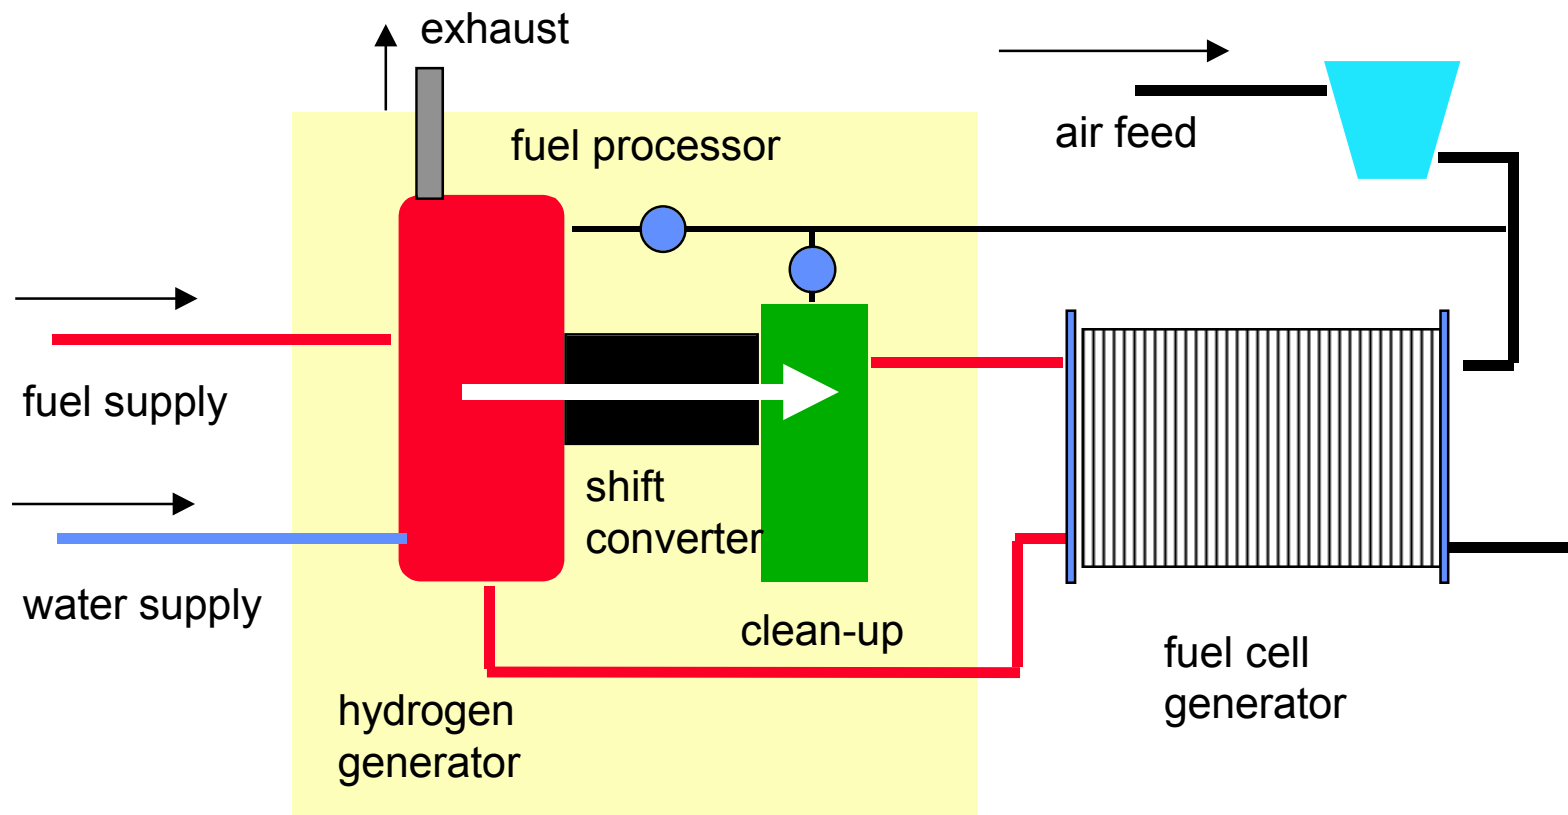 exhaust
fuel processor
air feed
fuel supply
shift
converter
water supply
clean-up
fuel cell
generator
hydrogen
generator